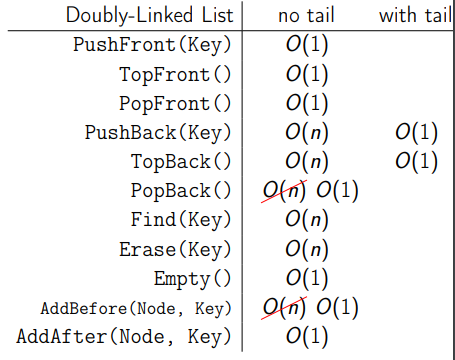 Doubly-Linked List no tail with tail
PushFront(Key) O(1)
TopFront() O(1)
PopFront() O(1)
PushBack(Key) O(n) O(1)
TopBack() O(n) O(1)
PopBack() O(n) O(1)
Find(Key) O(n)
Erase(Key) O(n)
Empty() O(1)
AddBefore(Node, Key) O(n) O(1)
AddAfter(Node, Key) O(1)